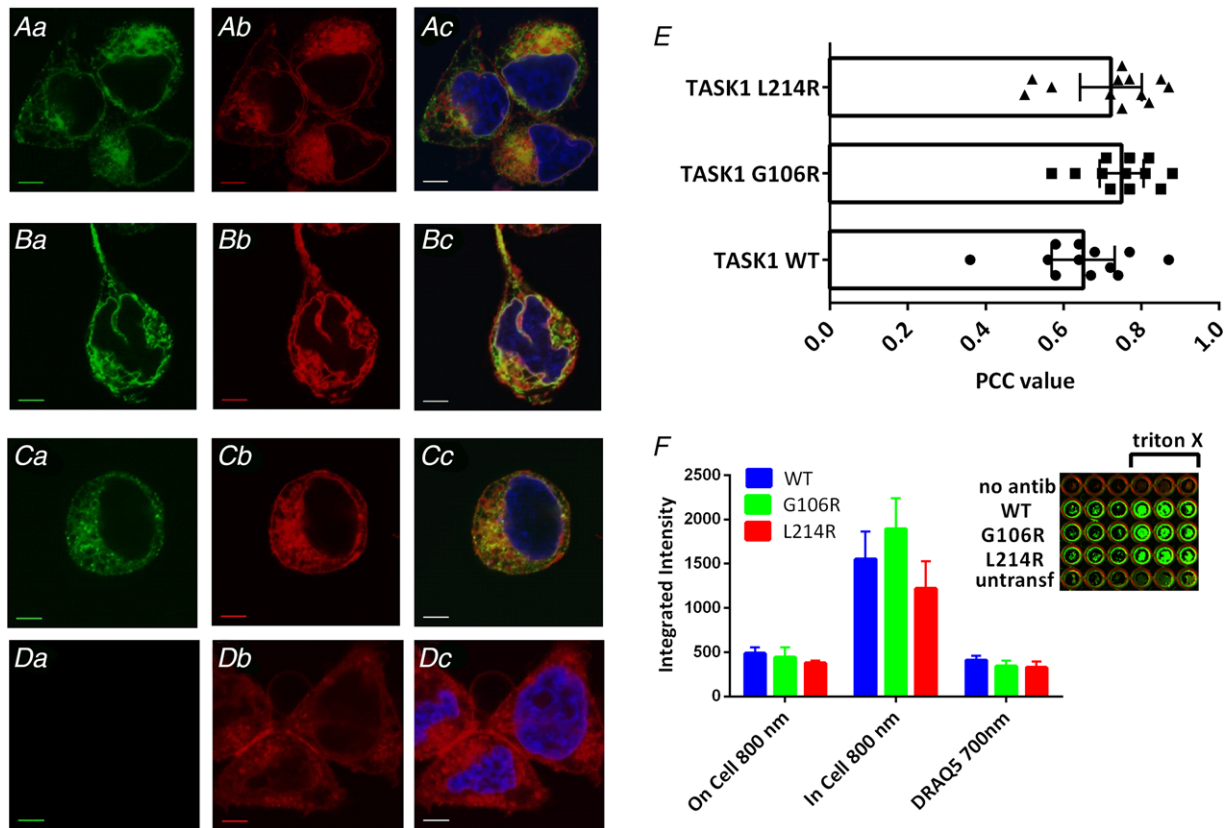 Aa
Ab
Ac
Ba
Bb
Bc
Ca
Cb
Cc
Da
Db
Dc
E
TASK1 L214R
TASK1 G106R
TASK1 WT
0.0 0.2 0.4 0.6 0.8 1.0
PCC value
F
Integrated Intensity
2500
2000
1500
1000
500
0
WT
G106R
L214R
On Cell 800 nm
In Cell 800 nm
DRAQ5 700nm
triton X
no antib
WT
G106R
L214R
untransf